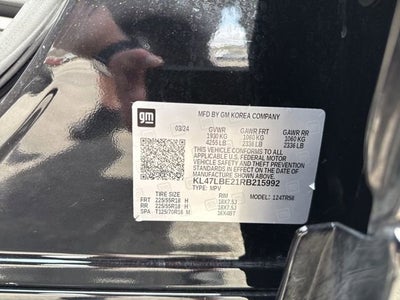 gm
MFD BY GM KOREA COMPANY
03/24 GVWR GAWR FRT GAWR RR
1930 KG 1060 KG 1060 KG
4255 LB 2336 LB 2336 LB
THIS VEHICLE CONFORMS TO ALL
APPLICABLE U.S. FEDERAL MOTOR
VEHICLE SAFETY AND THEFT PREVENTION
STANDARDS IN EFFECT ON THE DATE OF
MANUFACTURE SHOWN ABOVE
KL47LBE21RB215992
TYPE: MPV MODEL: 124TR58
TIRE SIZE RIM
FRT 225/55R18 H 18X7.5J
RR 225/55R18 H 18X7.5J
SPA T125/70R18 M 18X4BT